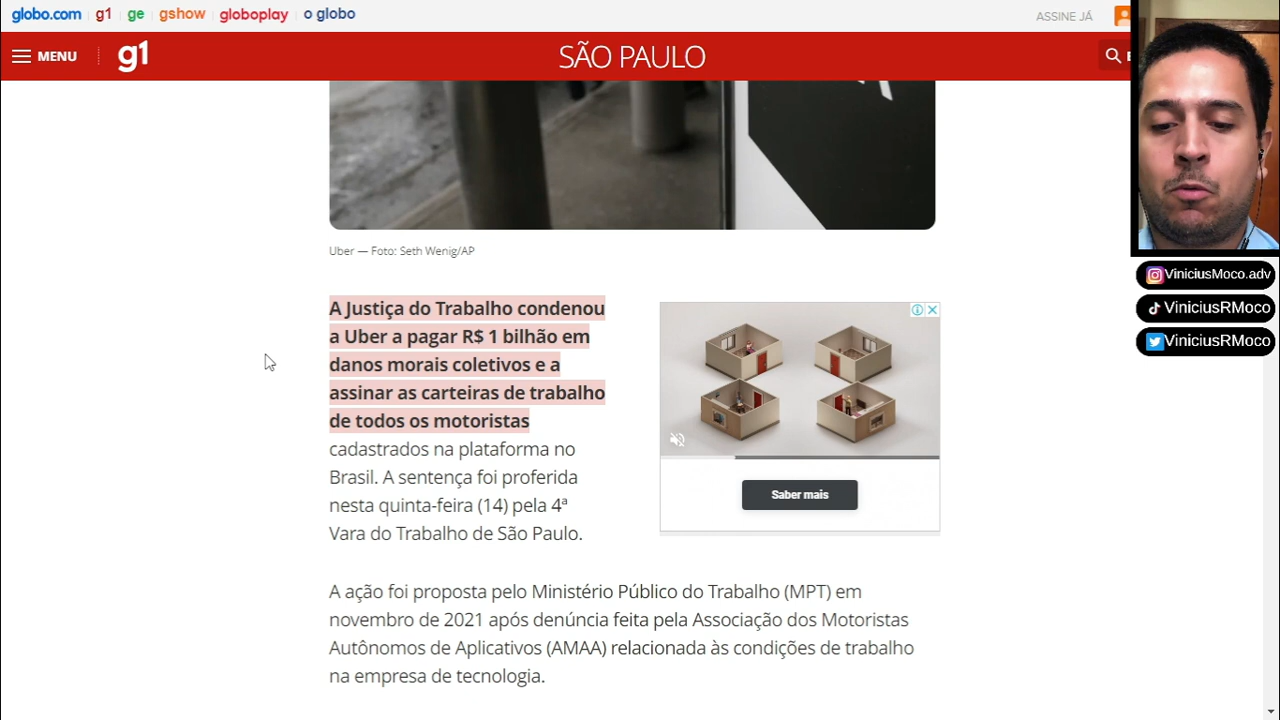 globo.com g1 ge gshow globoplay o globo
ASSINE JÁ
MENU g1 SÃO PAULO
Uber — Foto: Seth Wenig/AP
A Justiça do Trabalho condenou
a Uber a pagar R$ 1 bilhão em
danos morais coletivos e a
assinar as carteiras de trabalho
de todos os motoristas
cadastrados na plataforma no
Brasil. A sentença foi proferida
nesta quinta-feira (14) pela 4ª
Vara do Trabalho de São Paulo.
Saber mais
A ação foi proposta pelo Ministério Público do Trabalho (MPT) em
novembro de 2021 após denúncia feita pela Associação dos Motoristas
Autônomos de Aplicativos (AMAA) relacionada às condições de trabalho
na empresa de tecnologia.
ViniciusMoco.adv
ViniciusRMoco
ViniciusRMoco